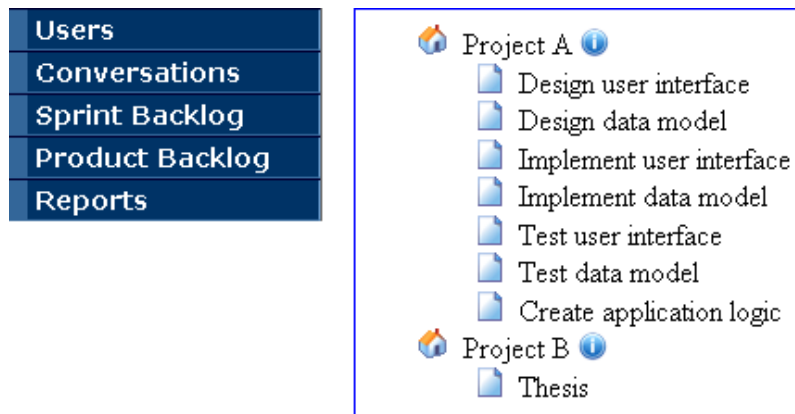 Users
Conversations
Sprint Backlog
Product Backlog
Reports
Project A
Design user interface
Design data model
Implement user interface
Implement data model
Test user interface
Test data model
Create application logic
Project B
Thesis